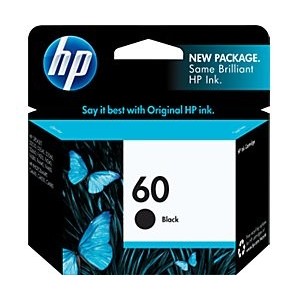 hp
NEW PACKAGE.
Same Brilliant
HP ink.
Say it best with Original HP ink.
60
Black